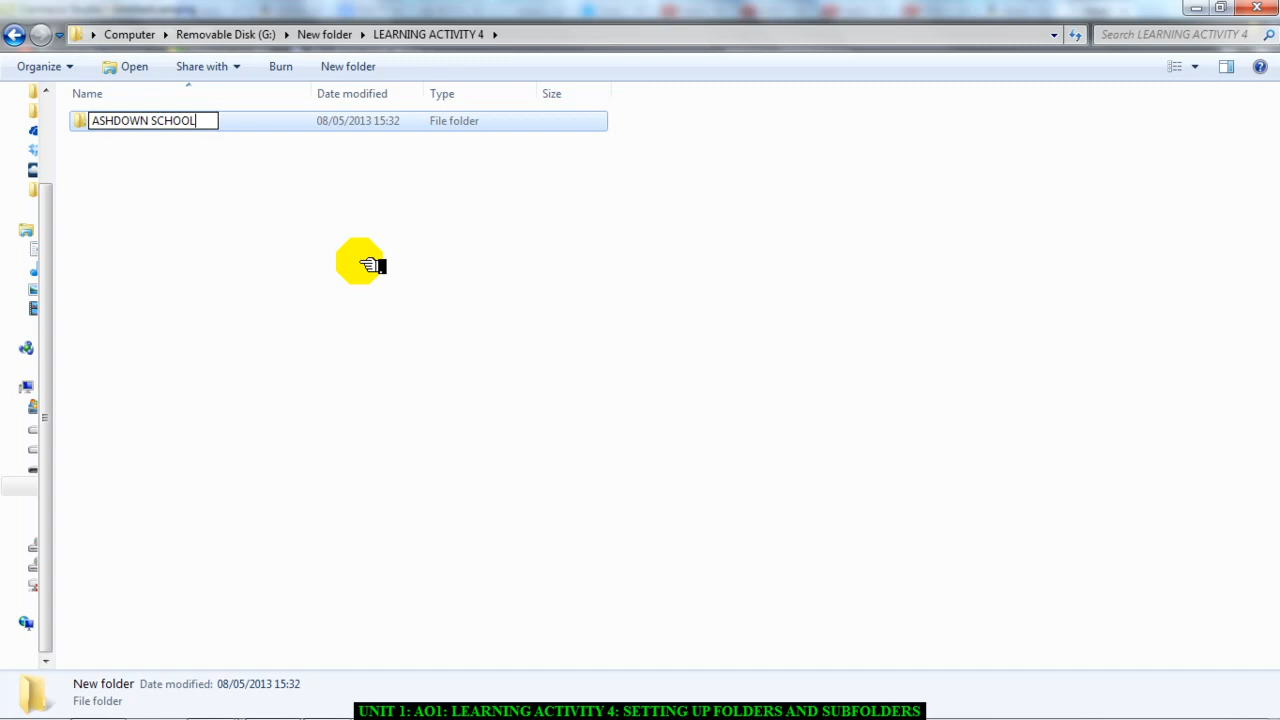 Computer Removable Disk (G:) New folder LEARNING ACTIVITY 4 Search LEARNING ACTIVITY 4
Organize Open Share with Burn New folder
Name Date modified Type Size
ASHDOWN SCHOOL 08/05/2013 15:32 File folder
New folder Date modified: 08/05/2013 15:32
File folder
UNIT 1: AO1: LEARNING ACTIVITY 4: SETTING UP FOLDERS AND SUBFOLDERS